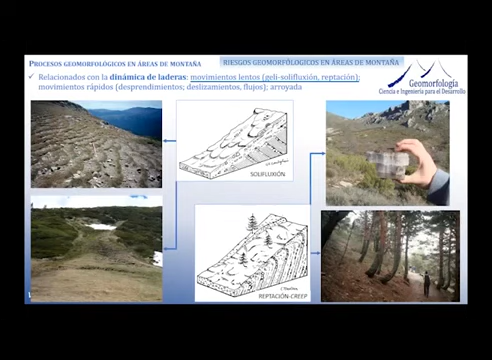 PROCESOS GEOMORFOLÓGICOS EN ÁREAS DE MONTAÑA
RIESGOS GEOMORFÓLOGICOS EN ÁREAS DE MONTAÑA
✓ Relacionados con la dinámica de laderas: movimientos lentos (geli-solifluxión, reptación);
movimientos rápidos (desprendimientos; deslizamientos, flujos); arroyada
Geomorfología
Ciencia e Ingeniería para el Desarrollo
SOLIFLUXIÓN
REPTACIÓN-CREEP